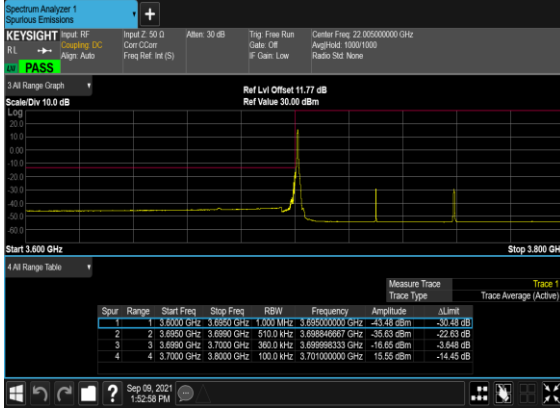 Spectrum Analyzer 1
Spurious Emissions
+
KEYSIGHT Input: RF Input Z: 50 Ω Atten: 30 dB Trig: Free Run Center Freq: 22.005000000 GHz
RL Coupling: DC Corr CCorr Gate: Off Avg|Hold: 1000/1000
Align: Auto Freq Ref: Int (S) IF Gain: Low Radio Std: None
LXI PASS
3.All Range Graph
Ref Lvl Offset 11.77 dB
Scale/Div 10.0 dB Ref Value 30.00 dBm
Log
20.0
10.0
0.00
-10.0
-20.0
-30.0
-40.0
-50.0
-60.0
Start 3.600 GHz Stop 3.800 GH
4.All Range Table
Measure Trace Trace 1
Trace Type Trace Average (Active)
Spur Range Start Freq Stop Freq RBW Frequency Amplitude ΔLimit
1 1 3.6000 GHz 3.6950 GHz 1.000 MHz 3.695000000 GHz -43.48 dBm -30.48 dB
2 2 3.6950 GHz 3.6990 GHz 510.0 kHz 3.698846667 GHz -35.63 dBm -22.63 dB
3 3 3.6990 GHz 3.7000 GHz 360.0 kHz 3.699998333 GHz -16.65 dBm -3.648 dB
4 4 3.7000 GHz 3.8000 GHz 100.0 kHz 3.701000000 GHz 15.55 dBm -14.45 dB
?
Sep 09, 2021
1:52:58 PM